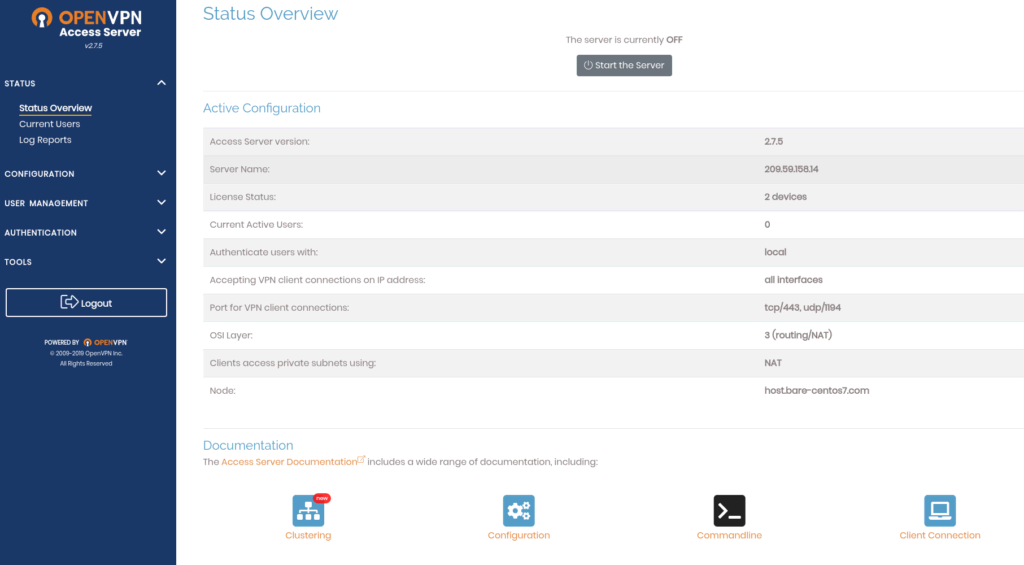 OPENVPN
Access Server
v2.7.5
STATUS
Status Overview
Current Users
Log Reports
CONFIGURATION
USER MANAGEMENT
AUTHENTICATION
TOOLS
Logout
POWERED BY OPENVPN
© 2009-2019 OpenVPN Inc.
All Rights Reserved
Status Overview
The server is currently OFF
Start the Server
Active Configuration
Access Server version: 2.7.5
Server Name: 209.59.158.14
License Status: 2 devices
Current Active Users: 0
Authenticate users with: local
Accepting VPN client connections on IP address: all interfaces
Port for VPN client connections: tcp/443, udp/1194
OSI Layer: 3 (routing/NAT)
Clients access private subnets using: NAT
Node: host.bare-centos7.com
Documentation
The Access Server Documentation includes a wide range of documentation, including:
new
Clustering
Configuration
Commandline
Client Connection